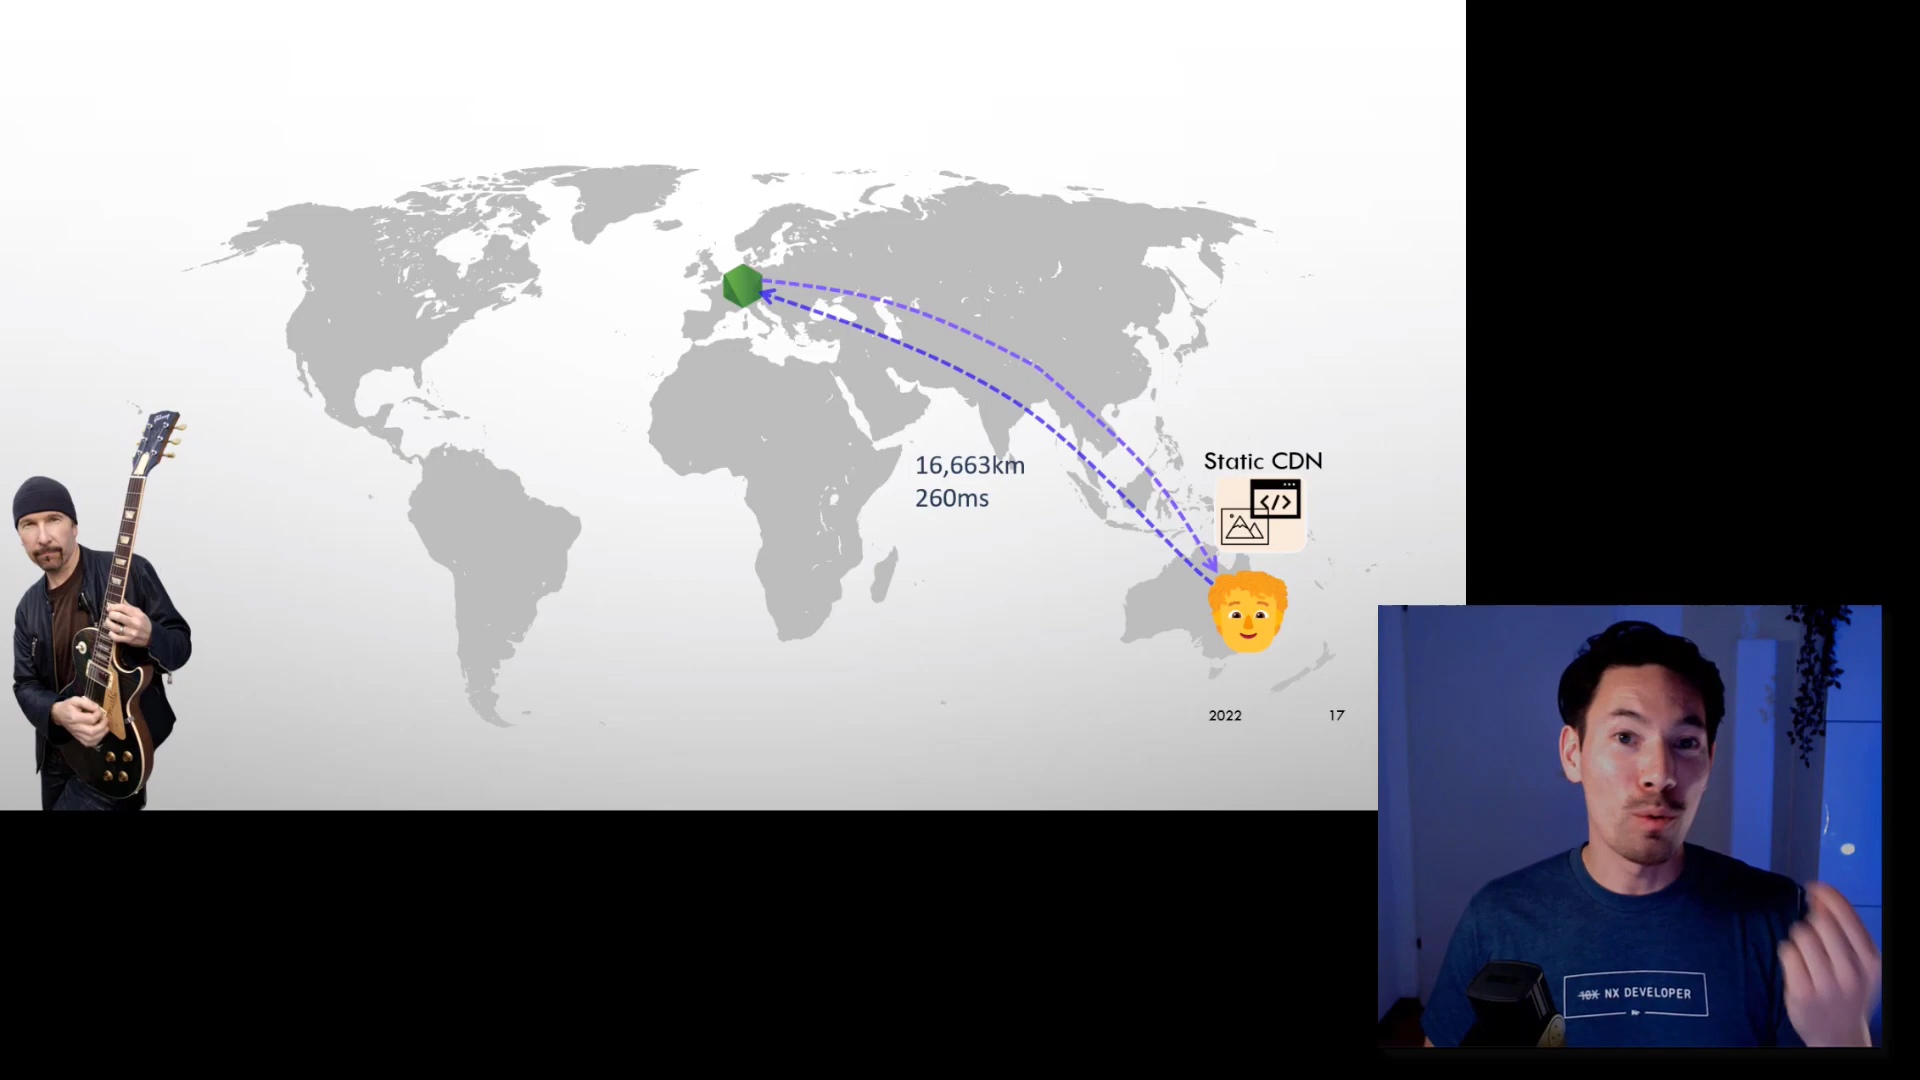 16,663km
260ms
Static CDN
</>
2022
17
10X NX DEVELOPER